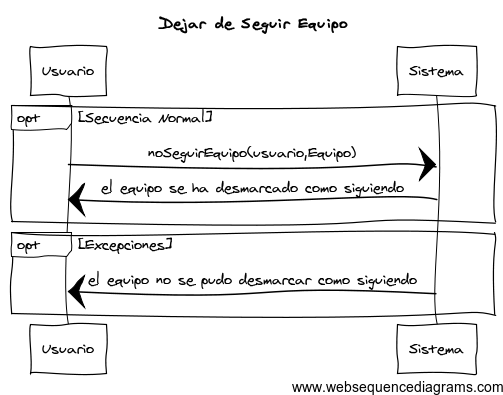 Dejar de Seguir Equipo
Usuario
Sistema
opt
[Secuencia Normal]
noSeguirEquipo(usuario,Equipo)
el equipo se ha desmarcado como siguiendo
opt
[Excepciones]
el equipo no se pudo desmarcar como siguiendo
Usuario
Sistema
www.websequencediagrams.com